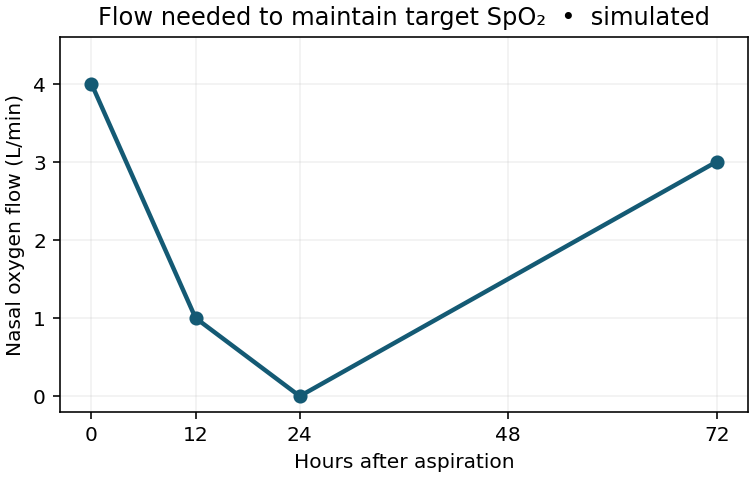 Flow needed to maintain target SpO₂ • simulated
Nasal oxygen flow (L/min)
4
3
2
1
0
0 12 24 48 72
Hours after aspiration